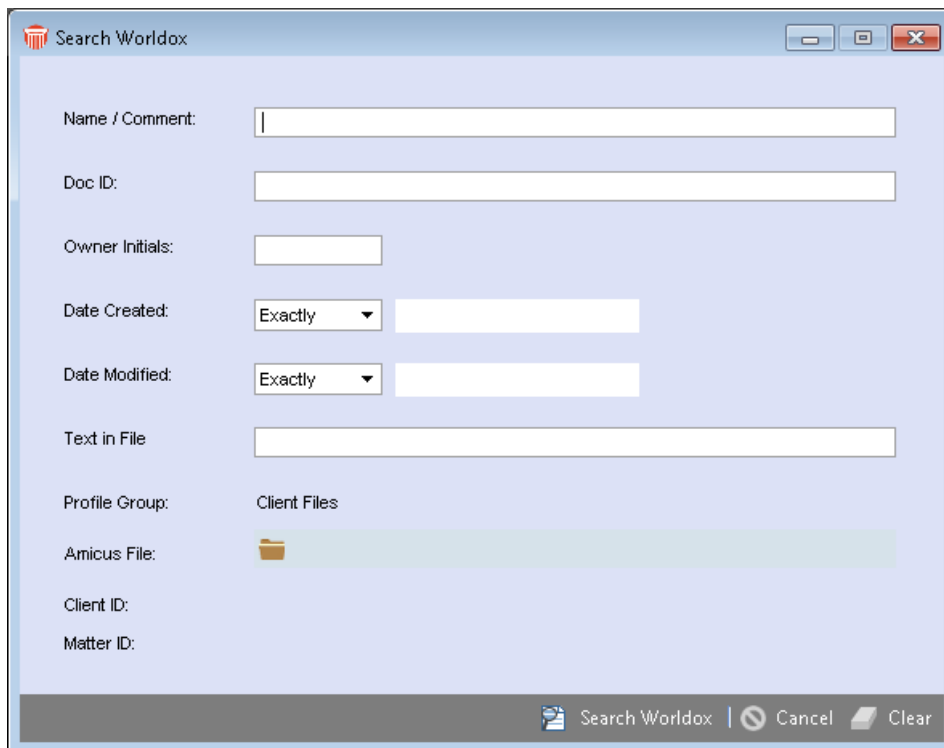 Search Worldox
Name / Comment:
Doc ID:
Owner Initials:
Date Created: Exactly
Date Modified: Exactly
Text in File
Profile Group: Client Files
Amicus File:
Client ID:
Matter ID:
Search Worldox | Cancel Clear